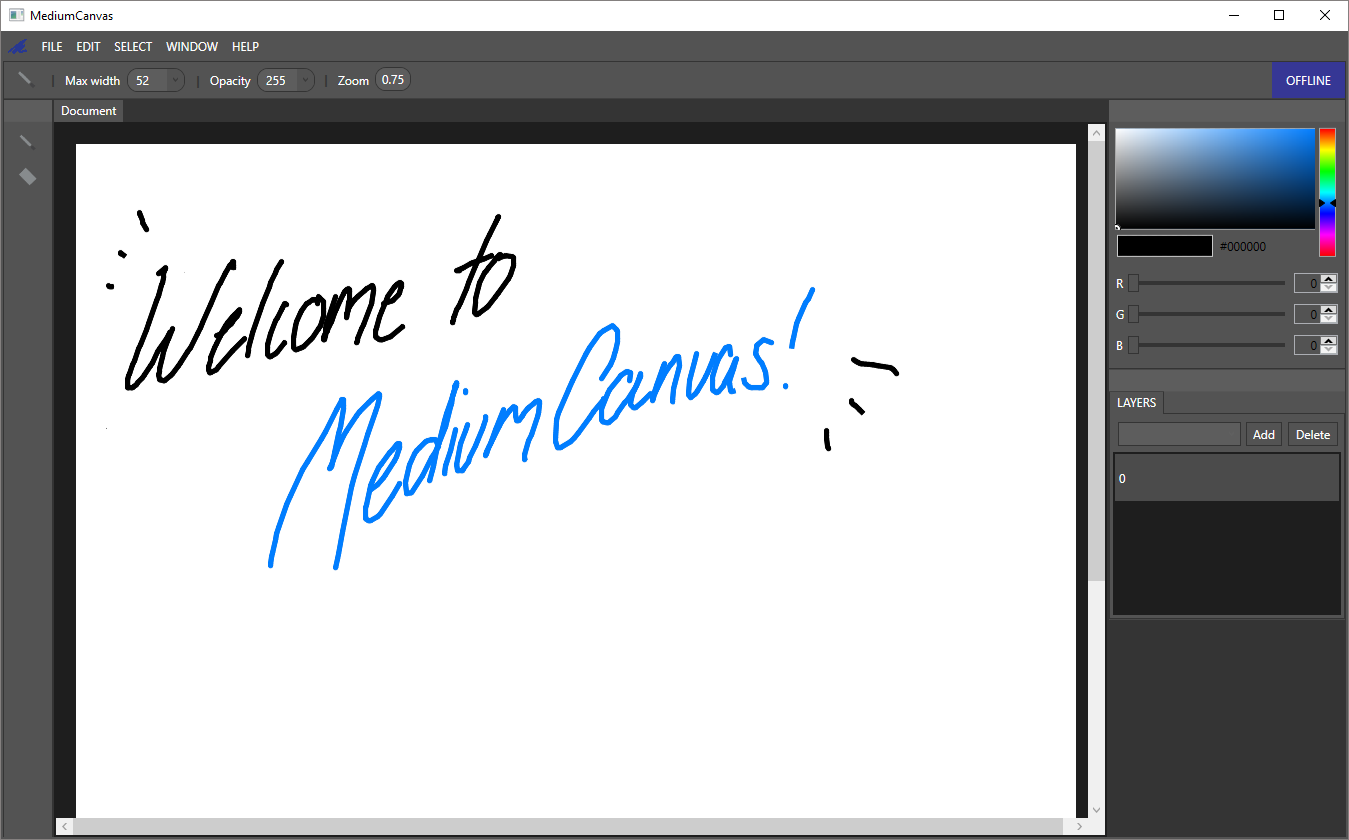 MediumCanvas
FILE EDIT SELECT WINDOW HELP
Max width 52 Opacity 255 Zoom 0.75 OFFLINE
Document
Welcome to
MediumCanvas!
#000000
R 0
G 0
B 0
LAYERS
Add Delete
0